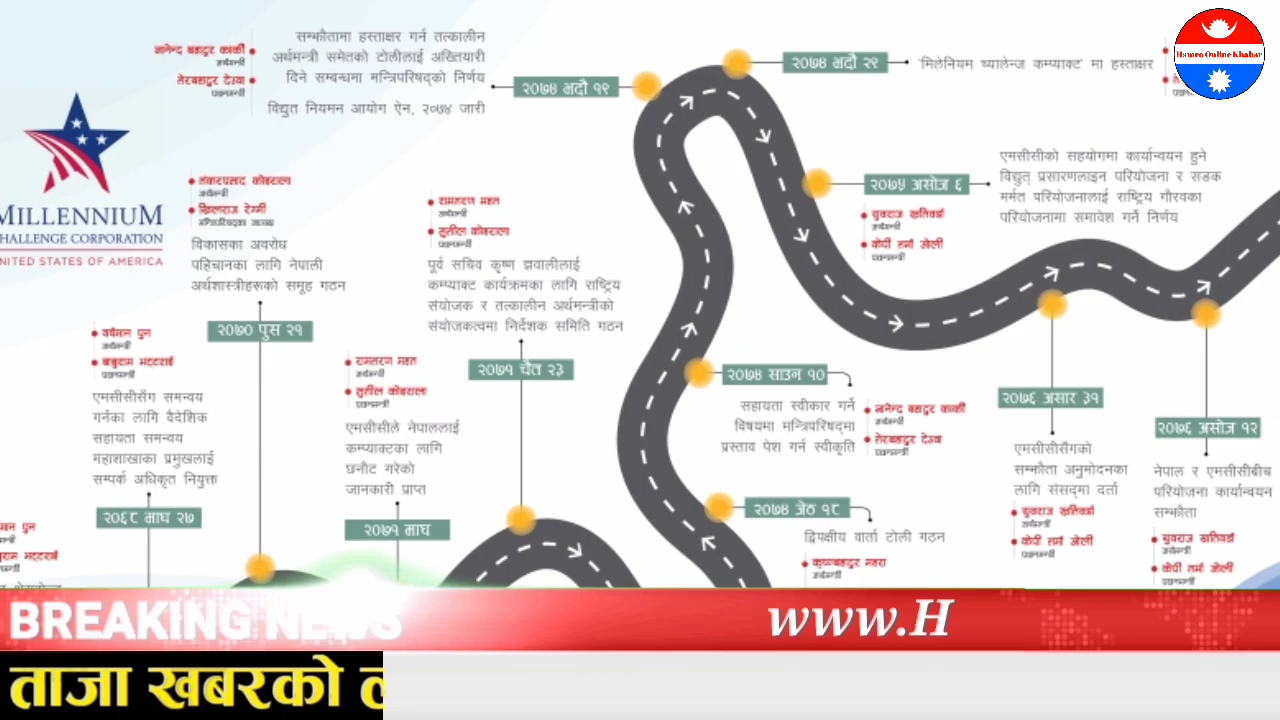 सम्झौतामा हस्ताक्षर गर्न तत्कालीन
अर्थमन्त्री समेतको टोलीलाई अख्तियारी
दिने सम्बन्धमा मन्त्रिपरिषद्को निर्णय
विद्युत नियमन आयोग ऐन, २०७४ जारी
ज्ञानेन्द्र बहादुर कार्की
अर्थमन्त्री
शेरबहादुर देउवा
प्रधानमन्त्री
२०७४ भदौ १९
२०७४ भदौ २९
'मिलेनियम च्यालेन्ज कम्प्याक्ट' मा हस्ताक्षर
Hamro Online Khabar
MILLENNIUM
CHALLENGE CORPORATION
UNITED STATES OF AMERICA
शंकरप्रसाद कोइराला
अर्थमन्त्री
खिलराज रेग्मी
मन्त्रिपरिषद्का अध्यक्ष
विकासका अवरोध
पहिचानका लागि नेपाली
अर्थशास्त्रीहरूको समूह गठन
२०७० पुस २१
रामशरण महत
अर्थमन्त्री
सुशील कोइराला
प्रधानमन्त्री
पूर्व सचिव कृष्ण ज्ञवालीलाई
कम्प्याक्ट कार्यक्रमका लागि राष्ट्रिय
संयोजक र तत्कालीन अर्थमन्त्रीको
संयोजकत्वमा निर्देशक समिति गठन
२०७१ चैत २३
२०७५ असोज ६
एमसीसीको सहयोगमा कार्यान्वयन हुने
विद्युत् प्रसारणलाइन परियोजना र सडक
मर्मत परियोजनालाई राष्ट्रिय गौरवका
परियोजनामा समावेश गर्ने निर्णय
युवराज खतिवडा
अर्थमन्त्री
केपी शर्मा ओली
प्रधानमन्त्री
वर्षमान पुन
अर्थमन्त्री
बाबुराम भट्टराई
प्रधानमन्त्री
एमसीसीसँग समन्वय
गर्नका लागि वैदेशिक
सहायता समन्वय
महाशाखाका प्रमुखलाई
सम्पर्क अधिकृत नियुक्त
२०६८ माघ २७
रामशरण महत
अर्थमन्त्री
सुशील कोइराला
प्रधानमन्त्री
एमसीसीले नेपाललाई
कम्प्याक्टका लागि
छनौट गरेको
जानकारी प्राप्त
२०७१ माघ
२०७४ साउन १०
सहायता स्वीकार गर्ने
विषयमा मन्त्रिपरिषद्मा
प्रस्ताव पेश गर्न स्वीकृति
ज्ञानेन्द्र बहादुर कार्की
अर्थमन्त्री
शेरबहादुर देउवा
प्रधानमन्त्री
२०७४ जेठ १८
द्विपक्षीय वार्ता टोली गठन
कृष्णबहादुर महरा
अर्थमन्त्री
२०७६ असार ३१
एमसीसीसँगको
सम्झौता अनुमोदनका
लागि संसद्मा दर्ता
युवराज खतिवडा
अर्थमन्त्री
केपी शर्मा ओली
प्रधानमन्त्री
२०७६ असोज १२
नेपाल र एमसीसीबीच
परियोजना कार्यान्वयन
सम्झौता
युवराज खतिवडा
अर्थमन्त्री
केपी शर्मा ओली
प्रधानमन्त्री
BREAKING NEWS
www.H
ताजा खबरको